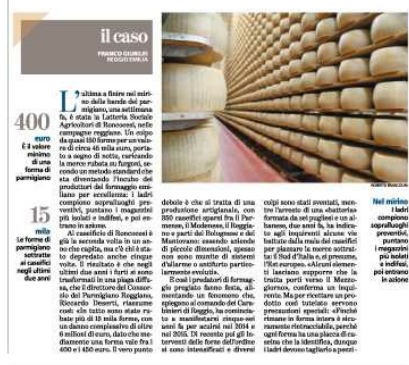 il caso
FRANCO GIUBILEI
REGGIO EMILIA
400
euro
È il valore
minimo
di una
forma di
parmigiano
15
mila
Le forme di
parmigiano
sottratte
ai caseifici
negli ultimi
due anni
L'ultima a finire nel miri-
no della banda del par-
migiano, una settimana
fa, è stata la Latteria Sociale
Agricoltori di Roncocesi, nelle
campagne reggiane. Un colpo
da quasi 150 forme per un valo-
re di circa 45 mila euro, porta-
to a segno di notte, caricando
la merce rubata su furgoni, se-
condo un metodo standard che
sta diventando l'incubo dei
produttori del formaggio emi-
liano per eccellenza: i ladri
compiono sopralluoghi pre-
ventivi, puntano i magazzini
più isolati e indifesi, e poi en-
trano in azione.
Al caseificio di Roncocesi è
già la seconda volta in un an-
no che capita, ma c'è chi è sta-
to depredato anche cinque
volte. Il risultato è che negli
ultimi due anni i furti si sono
trasformati in una piaga diffu-
sa, che il direttore del Consor-
zio del Parmigiano Reggiano,
Riccardo Deserti, riassume
così: «In tutto sono state ru-
bate più di 15 mila forme, con
un danno complessivo di oltre
6 milioni di euro, dato che me-
diamente una forma vale fra i
400 e i 450 euro. Il vero punto
debole è che si tratta di una
produzione artigianale, con
350 caseifici sparsi fra il Par-
mense, il Modenese, il Reggia-
no e parti del Bolognese e del
Mantovano: essendo aziende
di piccole dimensioni, spesso
non sono munite di sistemi
d'allarme o antifurto partico-
larmente evoluti».
E così i predatori di formag-
gio pregiato fanno festa, ali-
mentando un fenomeno che,
spiegano al comando dei Cara-
binieri di Reggio, ha comincia-
to a manifestarsi cinque-sei
anni fa per acuirsi nel 2014 e
nel 2015. Di recente poi gli in-
terventi delle forze dell'ordine
si sono intensificati e diversi
colpi sono stati sventati, men-
tre l'arresto di una «batteria»
formata da sei pugliesi e un al-
banese, due anni fa, ha indica-
to agli inquirenti alcune vie
battute dalla mala dei caseifici
per piazzare la merce sottrat-
ta: il Sud d'Italia e, si presume,
l'Est europeo. «Alcuni elemen-
ti lasciano supporre che la
tratta porti verso il Mezzo-
giorno», conferma un inqui-
rente. Ma per ricettare un pro-
dotto così tutelato servono
precauzioni speciali: «Finché
rimane in forma intera è sicu-
ramente rintracciabile, perché
ogni forma ha una placca di ca-
seina che la identifica, dunque
i ladri devono tagliarlo a pezzi-
Nel mirino
I ladri
compiono
sopralluoghi
preventivi,
puntano
i magazzini
più isolati
e indifesi,
poi entrano
in azione